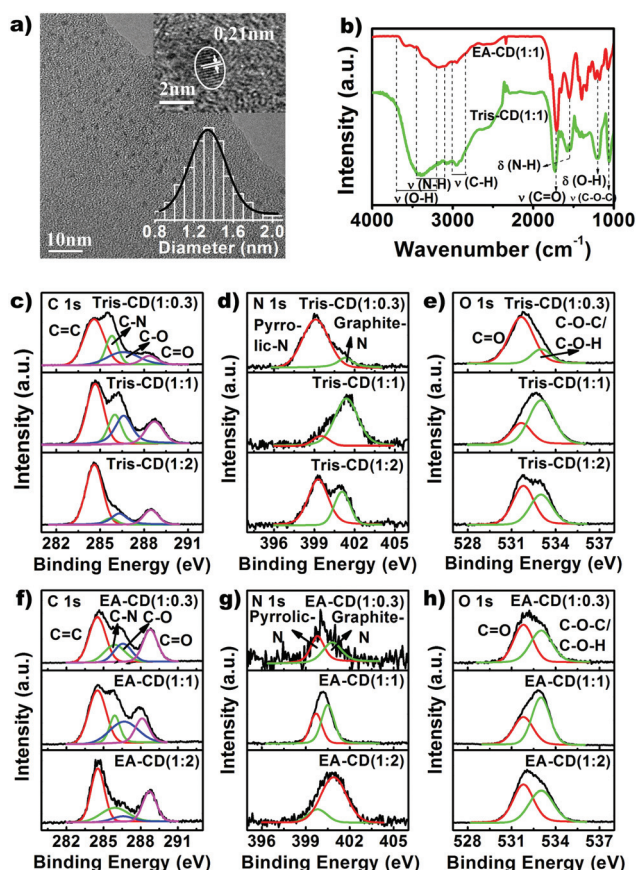 a)
0.21nm
2nm
10nm
0.8 1.2 1.6 2.0
Diameter (nm)
b)
EA-CD(1:1)
Tris-CD(1:1)
Intensity (a.u.)
δ (N-H)
ν (N-H)
ν (C-H)
ν (O-H)
δ (O-H)
ν (C=O)
ν (C-O-C)
4000 3000 2000 1000
Wavenumber (cm⁻¹)
c)
C 1s Tris-CD(1:0.3)
C=C
C-N
C-O
C=O
Tris-CD(1:1)
Tris-CD(1:2)
Intensity (a.u.)
282 285 288 291
Binding Energy (eV)
d)
N 1s Tris-CD(1:0.3)
Pyrro-
lic-N
Graphite-
N
Tris-CD(1:1)
Tris-CD(1:2)
Intensity (a.u.)
396 399 402 405
Binding Energy (eV)
e)
O 1s Tris-CD(1:0.3)
C=O
C-O-C/
C-O-H
Tris-CD(1:1)
Tris-CD(1:2)
Intensity (a.u.)
528 531 534 537
Binding Energy (eV)
f)
C 1s EA-CD(1:0.3)
C=C
C-N
C-O
C=O
EA-CD(1:1)
EA-CD(1:2)
Intensity (a.u.)
282 285 288 291
Binding Energy (eV)
g)
N 1s EA-CD(1:0.3)
Pyrrolic-
N
Graphite-
N
EA-CD(1:1)
EA-CD(1:2)
Intensity (a.u.)
396 399 402 405
Binding Energy (eV)
h)
O 1s EA-CD(1:0.3)
C=O
C-O-C/
C-O-H
EA-CD(1:1)
EA-CD(1:2)
Intensity (a.u.)
528 531 534 537
Binding Energy (eV)